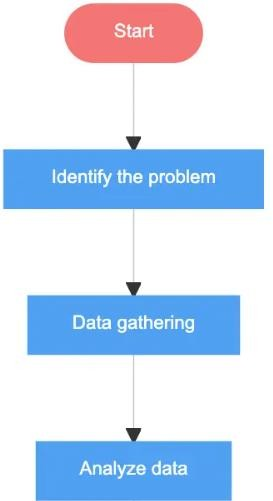 Start
Identify the problem
Data gathering
Analyze data